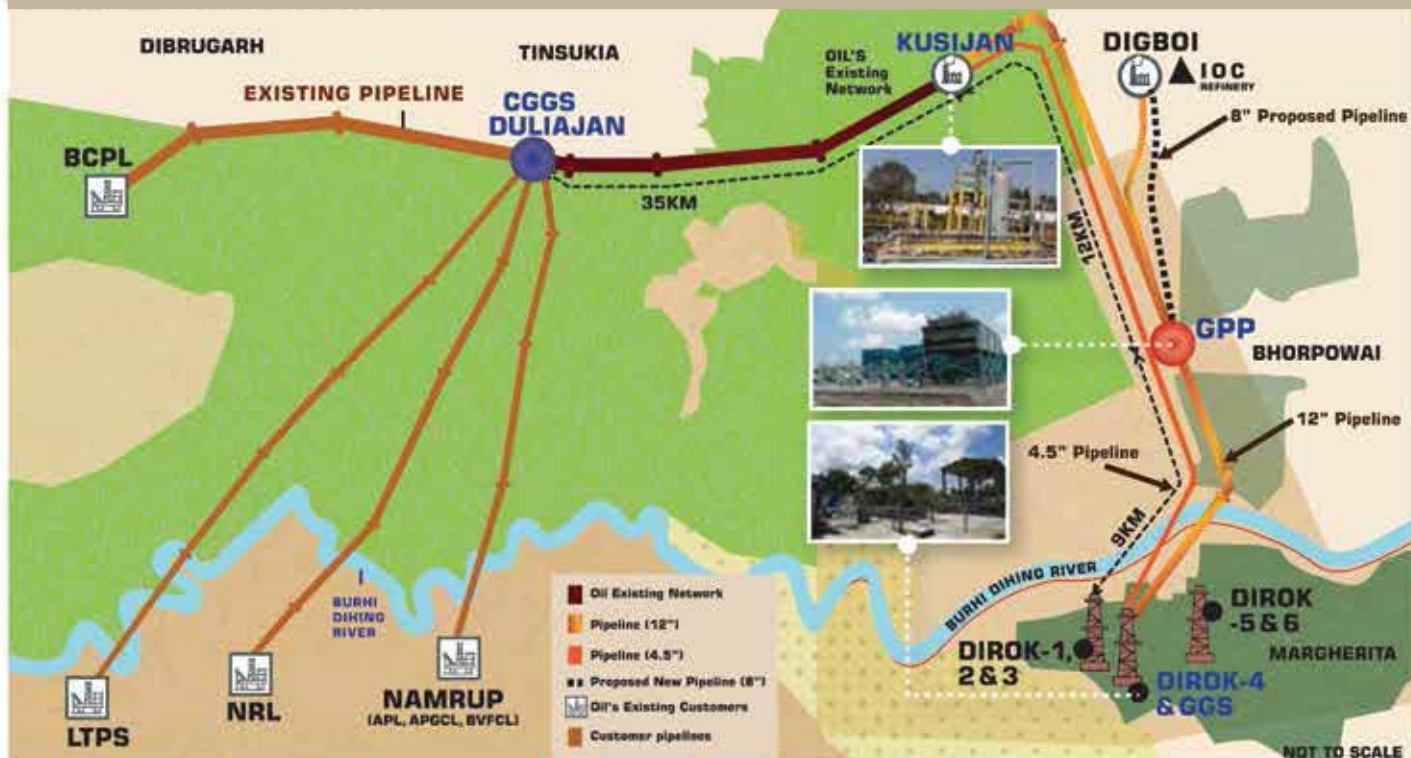 DIBRUGARH
TINSUKIA
KUSIJAN
DIGBOI
IOC
REFINERY
OIL'S
Existing
Network
EXISTING PIPELINE
CGGS
DULIAJAN
8" Proposed Pipeline
BCPL
35KM
15KM
GPP
BHORPOWAI
12" Pipeline
4.5" Pipeline
9KM
BURHI DIHING RIVER
BURHI
DIHING
RIVER
DIROK
-5 & 6
DIROK-1,
2 & 3
MARGHERITA
DIROK-4
& GGS
LTPS
NRL
NAMRUP
(APL, APGCL, BVFCL)
Oil Existing Network
Pipeline (12")
Pipeline (4.5")
Proposed New Pipeline (8")
Oil's Existing Customers
Customer pipelines
NOT TO SCALE